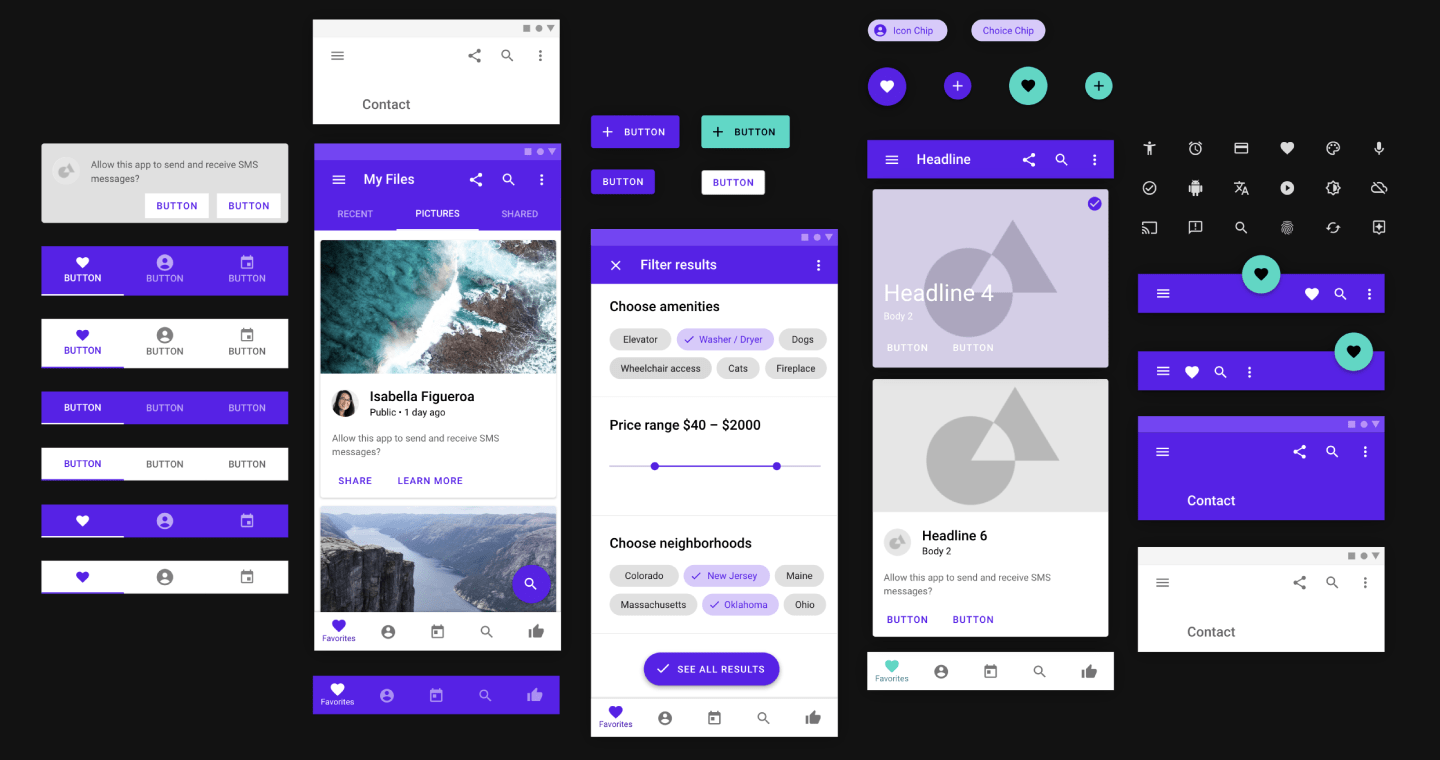 Allow this app to send and receive SMS
messages?
BUTTON BUTTON
BUTTON BUTTON BUTTON
BUTTON BUTTON BUTTON
BUTTON BUTTON BUTTON
BUTTON BUTTON BUTTON
Contact
My Files
RECENT PICTURES SHARED
Isabella Figueroa
Public • 1 day ago
Allow this app to send and receive SMS
messages?
SHARE LEARN MORE
Favorites
Favorites
BUTTON BUTTON
BUTTON BUTTON
Filter results
Choose amenities
Elevator Washer / Dryer Dogs
Wheelchair access Cats Fireplace
Price range $40 – $2000
Choose neighborhoods
Colorado New Jersey Maine
Massachusetts Oklahoma Ohio
SEE ALL RESULTS
Favorites
Icon Chip Choice Chip
Headline
Headline 4
Body 2
BUTTON BUTTON
Headline 6
Body 2
Allow this app to send and receive SMS
messages?
BUTTON BUTTON
Favorites
Contact
Contact